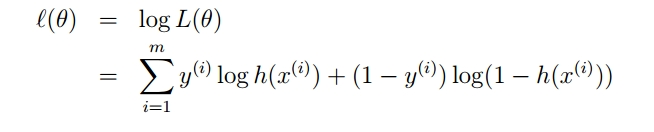 ℓ(θ) = log L(θ)
= ∑_{i=1}^{m} y^{(i)} log h(x^{(i)}) + (1 − y^{(i)}) log(1 − h(x^{(i)}))